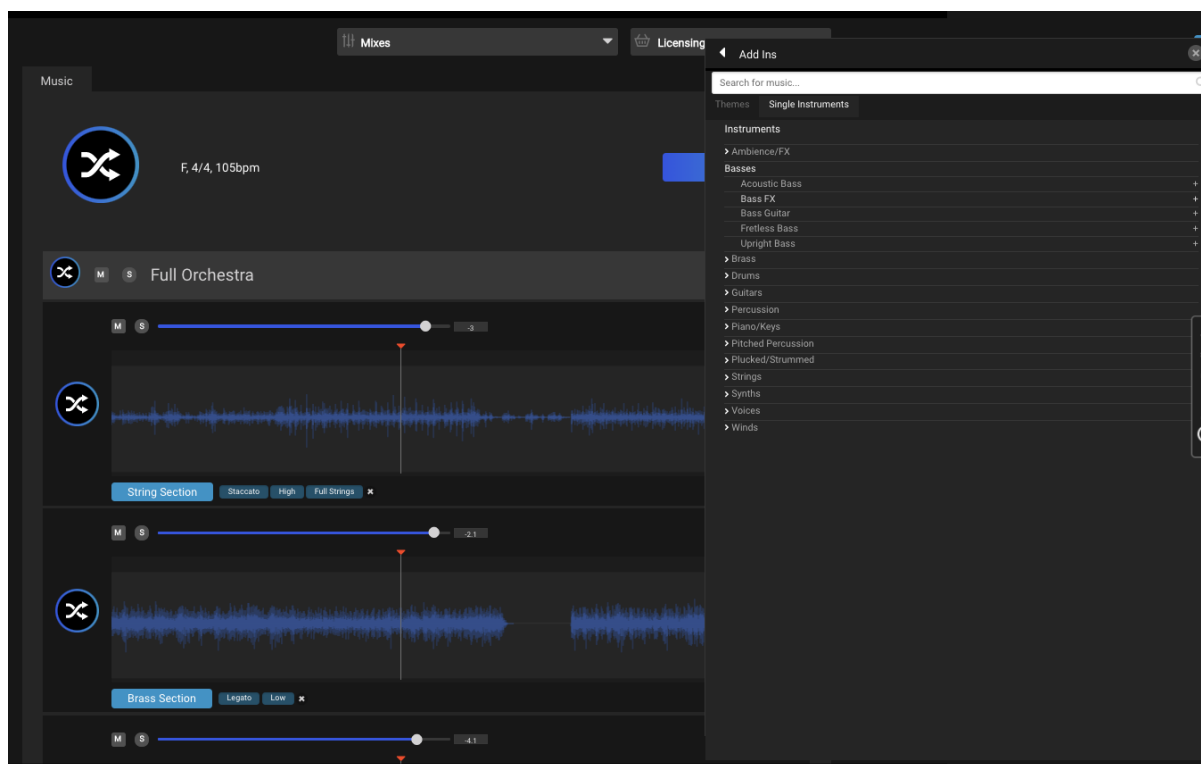 Mixes
Licensing
Music
F, 4/4, 105bpm
M S Full Orchestra
M S -3
String Section Staccato High Full Strings
M S -2.1
Brass Section Legato Low
M S -4.1
Add Ins
Search for music...
Themes Single Instruments
Instruments
Ambience/FX
Basses
Acoustic Bass +
Bass FX +
Bass Guitar +
Fretless Bass +
Upright Bass +
Brass
Drums
Guitars
Percussion
Piano/Keys
Pitched Percussion
Plucked/Strummed
Strings
Synths
Voices
Winds